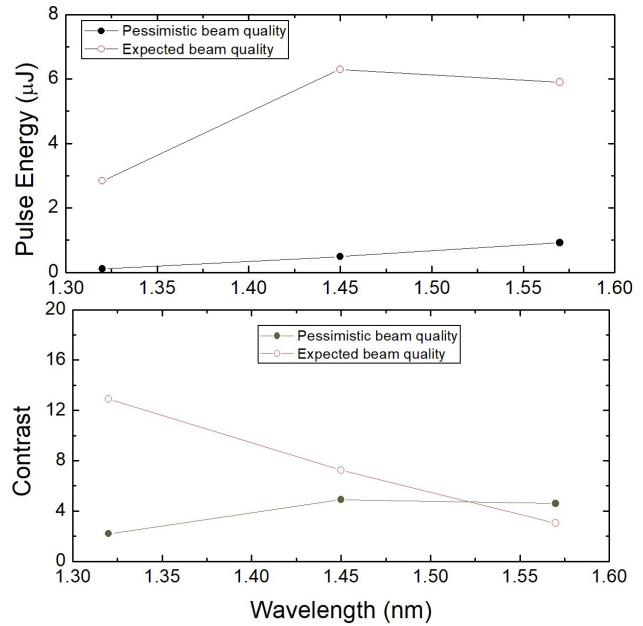 8
6
4
2
0
Pulse Energy (μJ)
Pessimistic beam quality
Expected beam quality
1.30 1.35 1.40 1.45 1.50 1.55 1.60
20
16
12
8
4
0
Contrast
Pessimistic beam quality
Expected beam quality
1.30 1.35 1.40 1.45 1.50 1.55 1.60
Wavelength (nm)